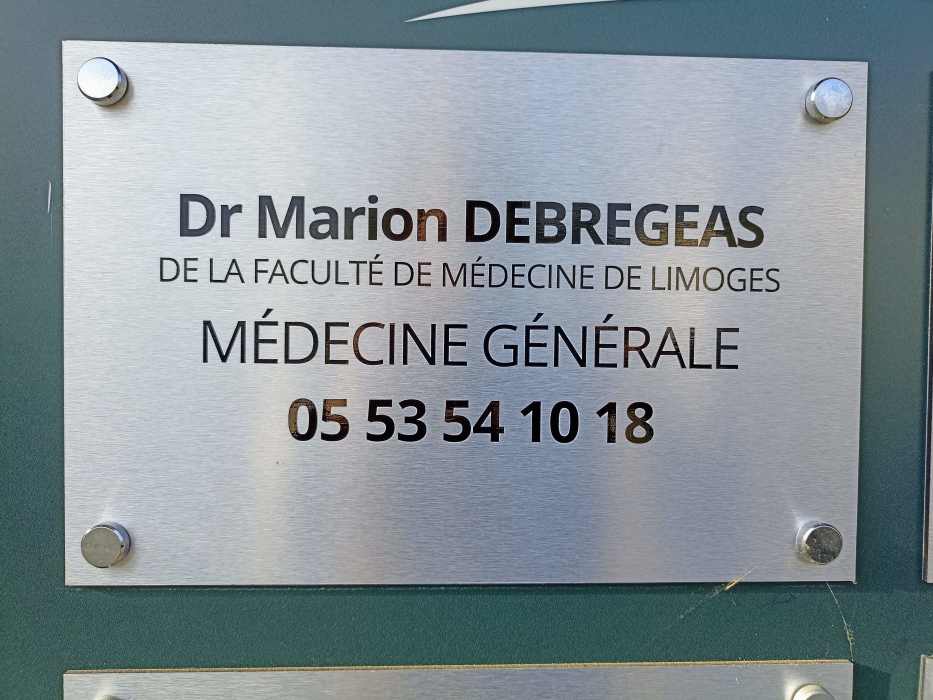 Dr Marion DEBREGEAS
DE LA FACULTÉ DE MÉDECINE DE LIMOGES
MÉDECINE GÉNÉRALE
05 53 54 10 18